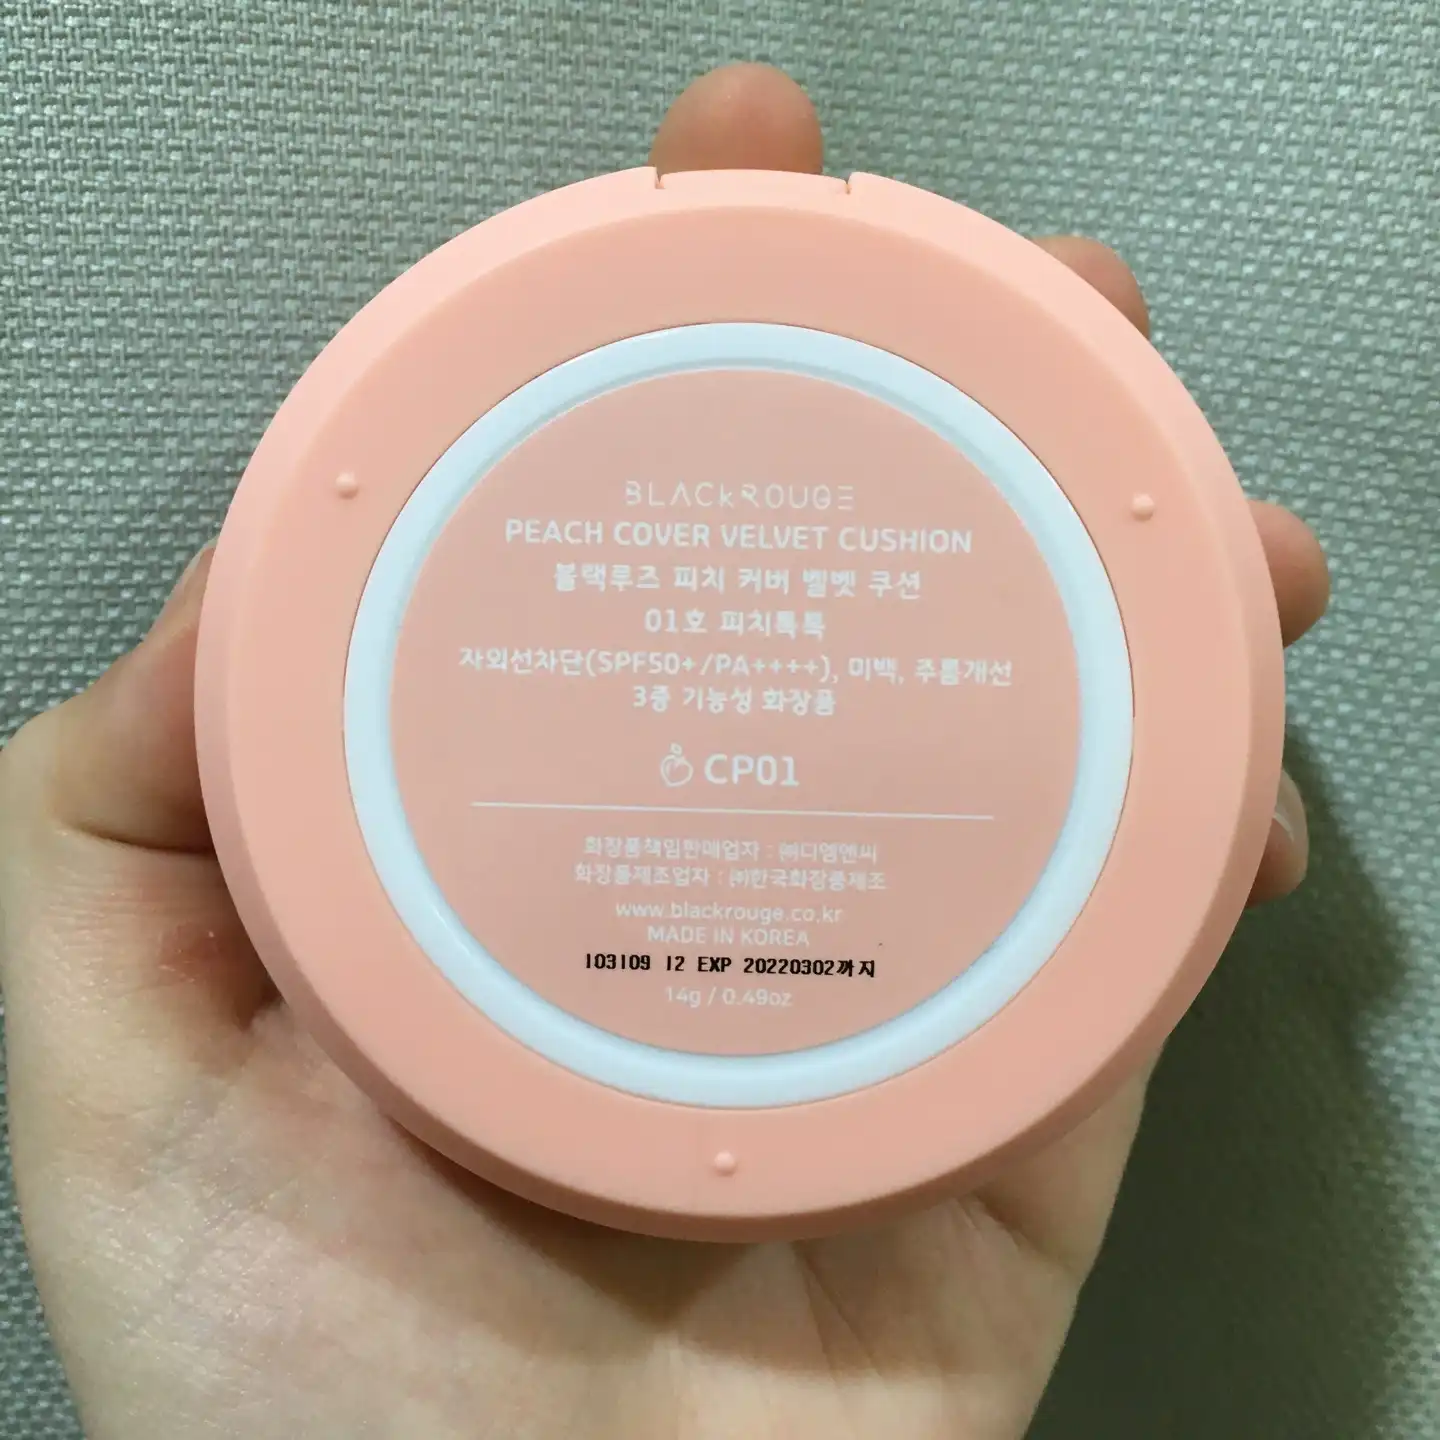 BLACKROUGE
PEACH COVER VELVET CUSHION
블랙루즈 피치 커버 벨벳 쿠션
01호 피치톡톡
자외선차단(SPF50+/PA++++), 미백, 주름개선
3중 기능성 화장품
CP01
화장품책임판매업자 : ㈜디엠앤씨
화장품제조업자 : ㈜한국화장품제조
www.blackrouge.co.kr
MADE IN KOREA
103109 12 EXP 20220302까지
14g / 0.49oz